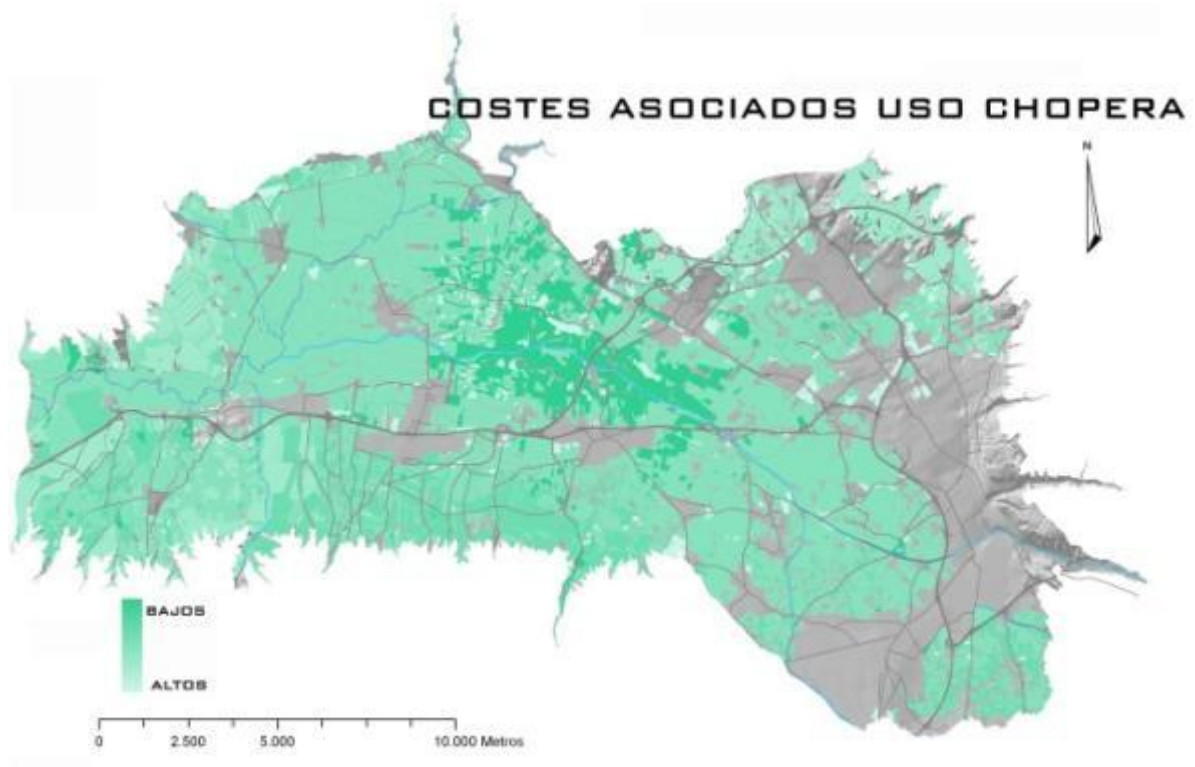 COSTES ASOCIADOS USO CHOPERA
N
BAJOS
ALTOS
0 2.500 5.000 10.000 Metros